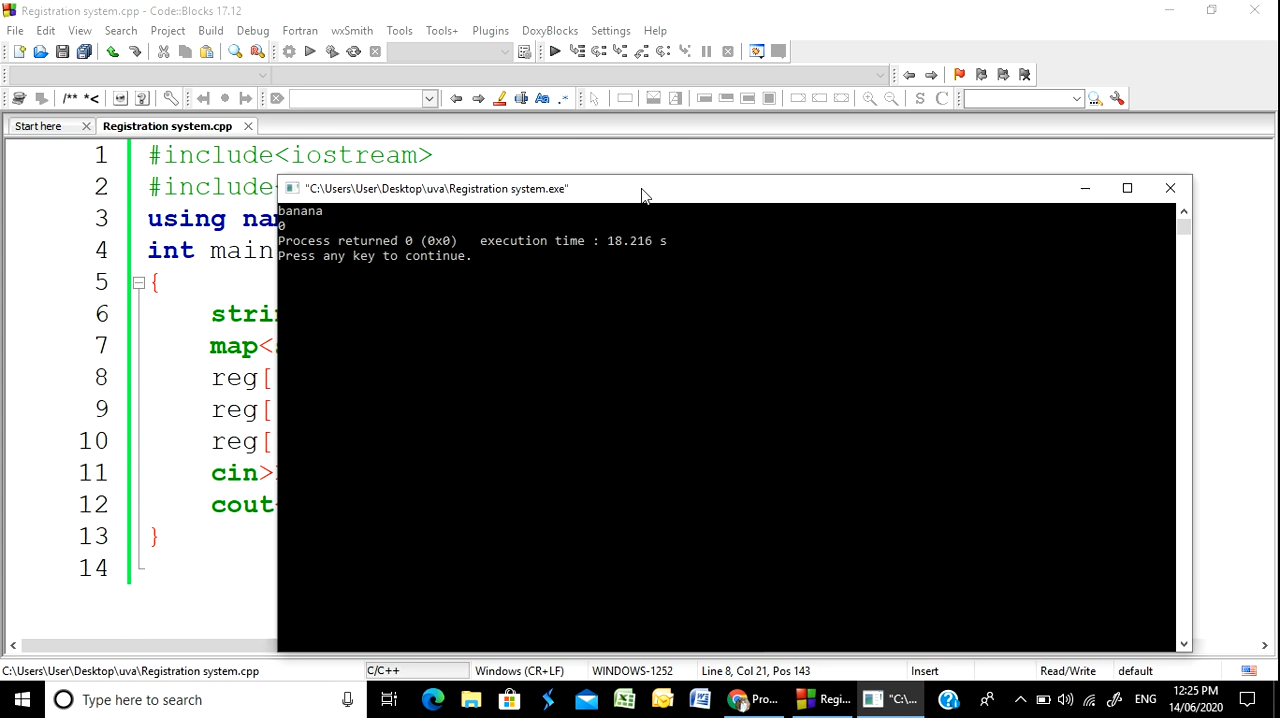 Registration system.cpp - Code::Blocks 17.12
File Edit View Search Project Build Debug Fortran wxSmith Tools Tools+ Plugins DoxyBlocks Settings Help
/** *<
S C
Start here Registration system.cpp
1 #include<iostream>
2 #include
"C:\Users\User\Desktop\uva\Registration system.exe"
3 using
banana
0
4 int main
Process returned 0 (0x0) execution time : 18.216 s
Press any key to continue.
5 {
6
7 map<
8 reg[
9 reg[
10 reg[
11 cin>
12 cout
13 }
14
C:\Users\User\Desktop\uva\Registration system.cpp C/C++ Windows (CR+LF) WINDOWS-1252 Line 8, Col 21, Pos 143 Insert Read/Write default
Type here to search Pro... Regi... "C:\... ENG 12:25 PM
14/06/2020